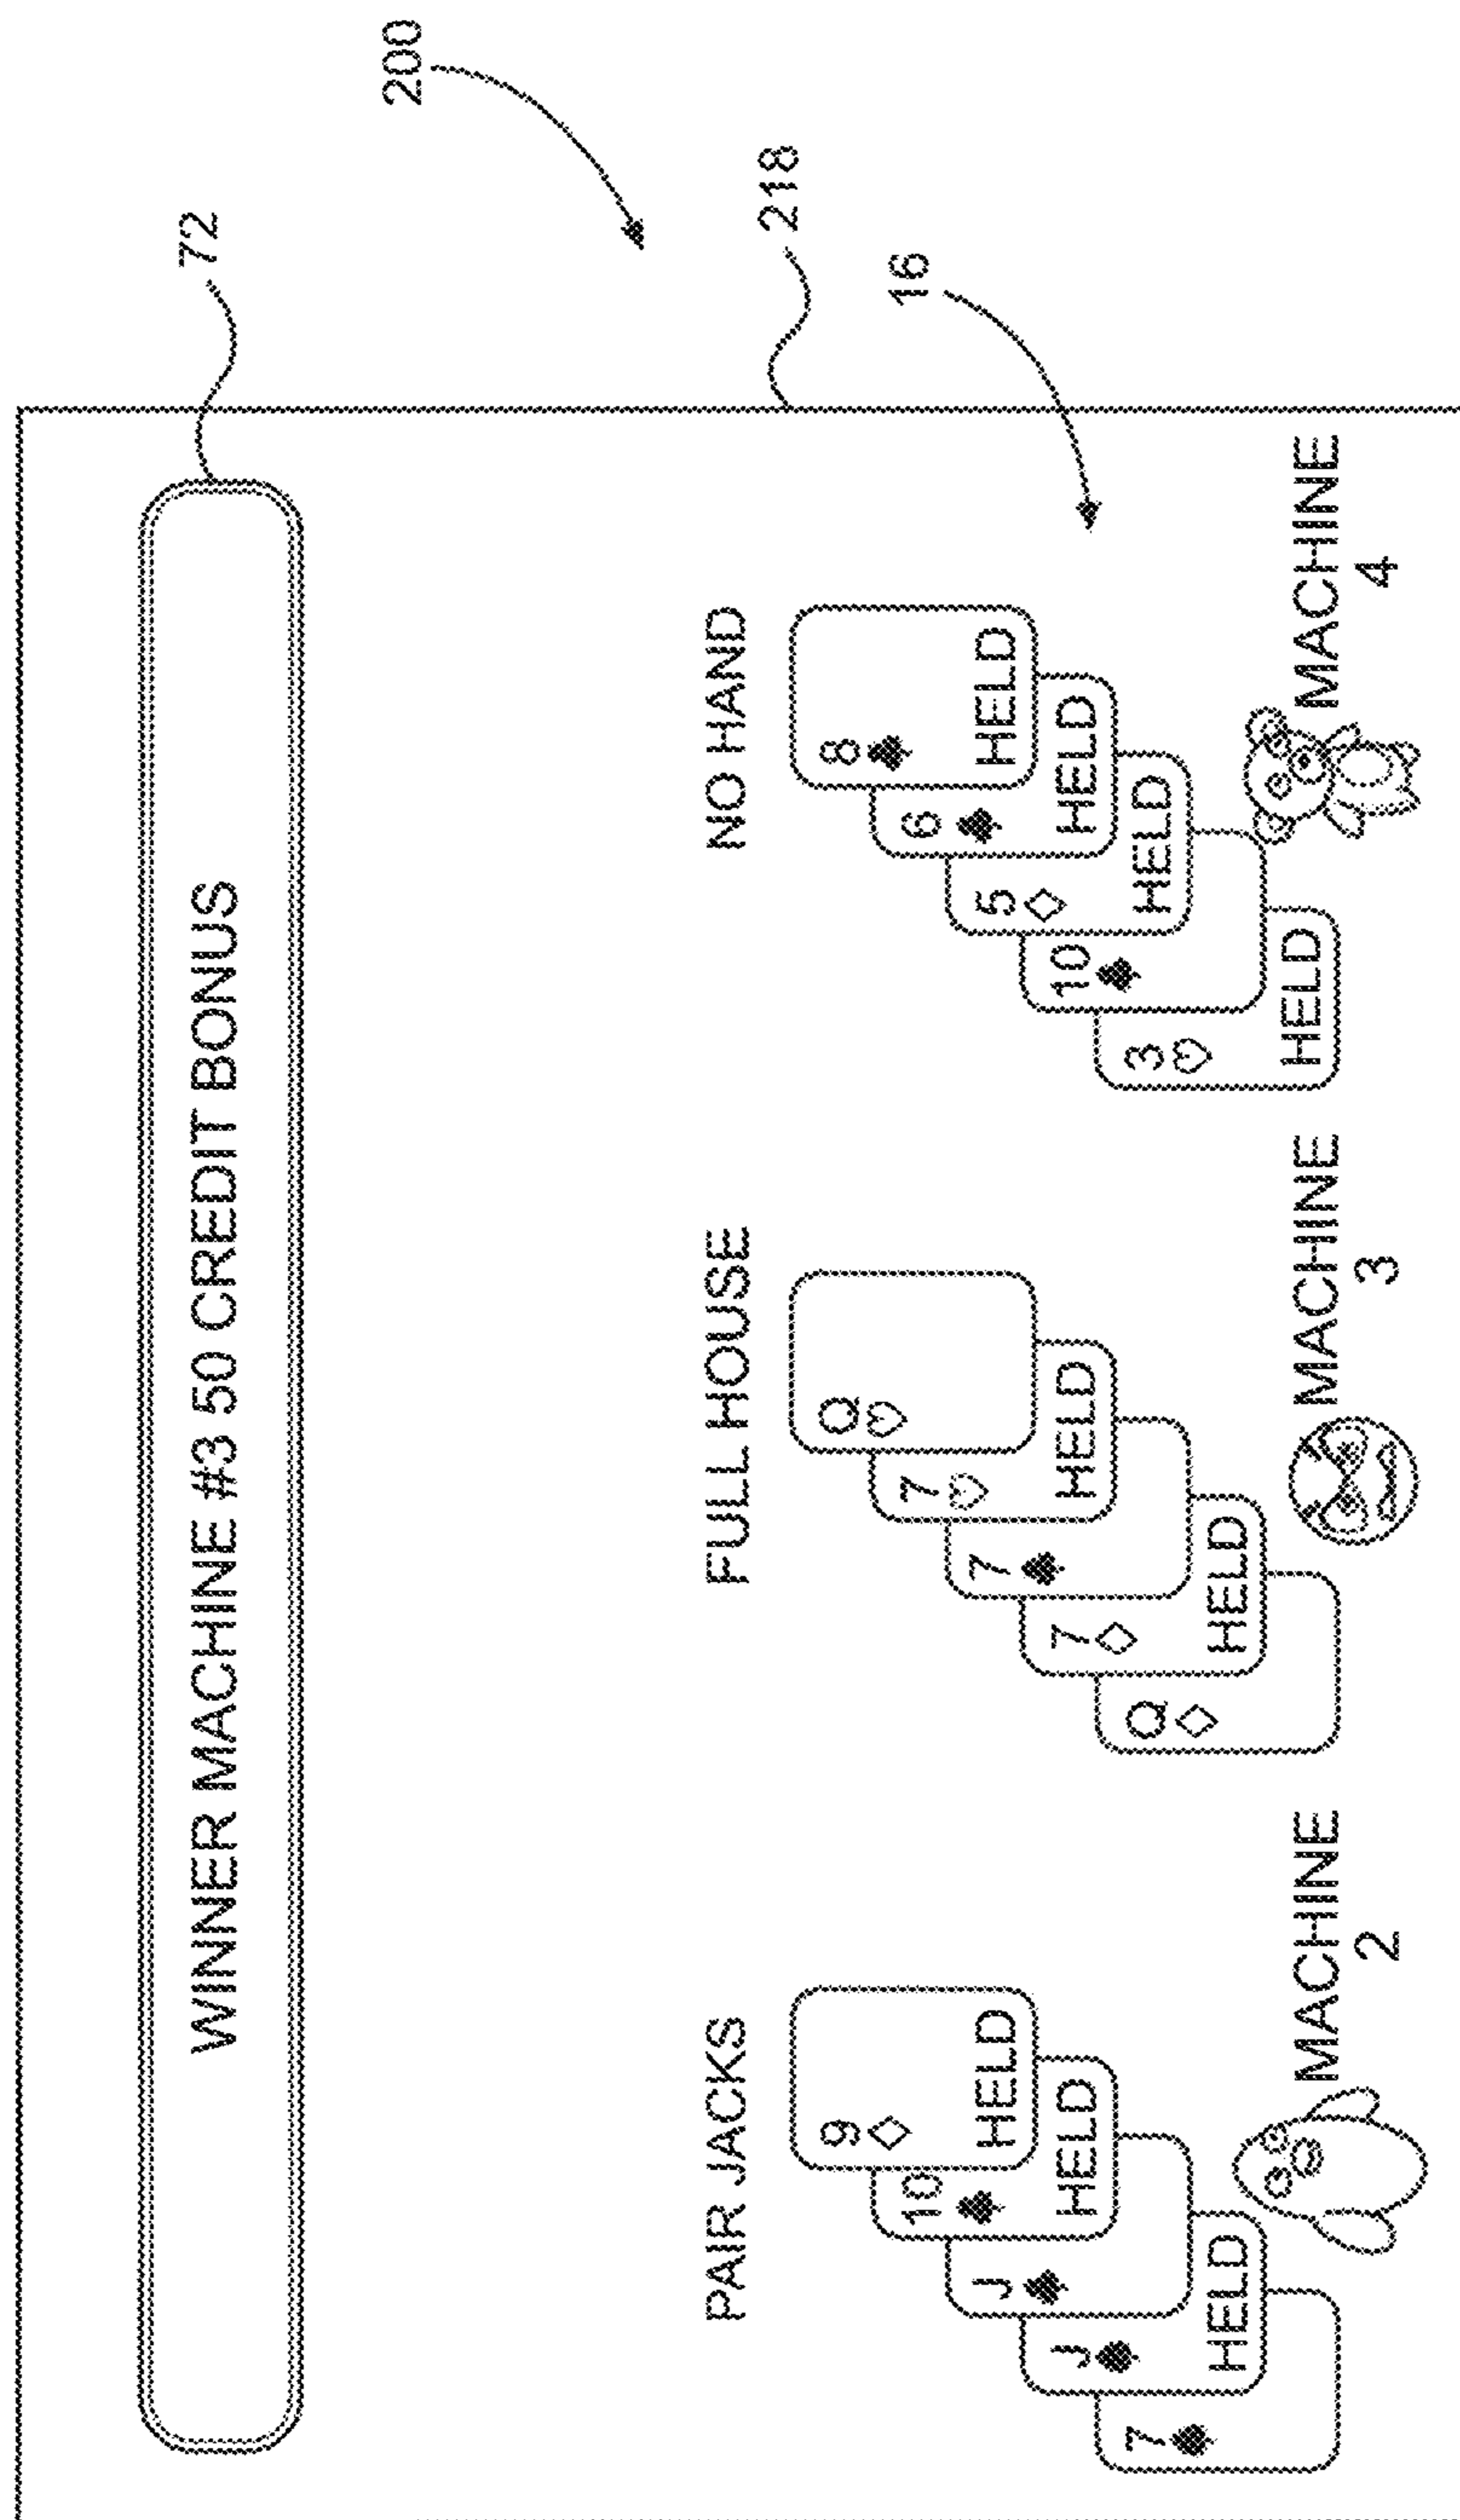 200
72
218
16
WINNER MACHINE #3 50 CREDIT BONUS
PAIR JACKS
9
HELD
10
HELD
J
J
HELD
7
MACHINE
2
FULL HOUSE
Q
7
HELD
7
7
HELD
Q
MACHINE
3
NO HAND
8
HELD
6
HELD
5
HELD
10
3
HELD
MACHINE
4